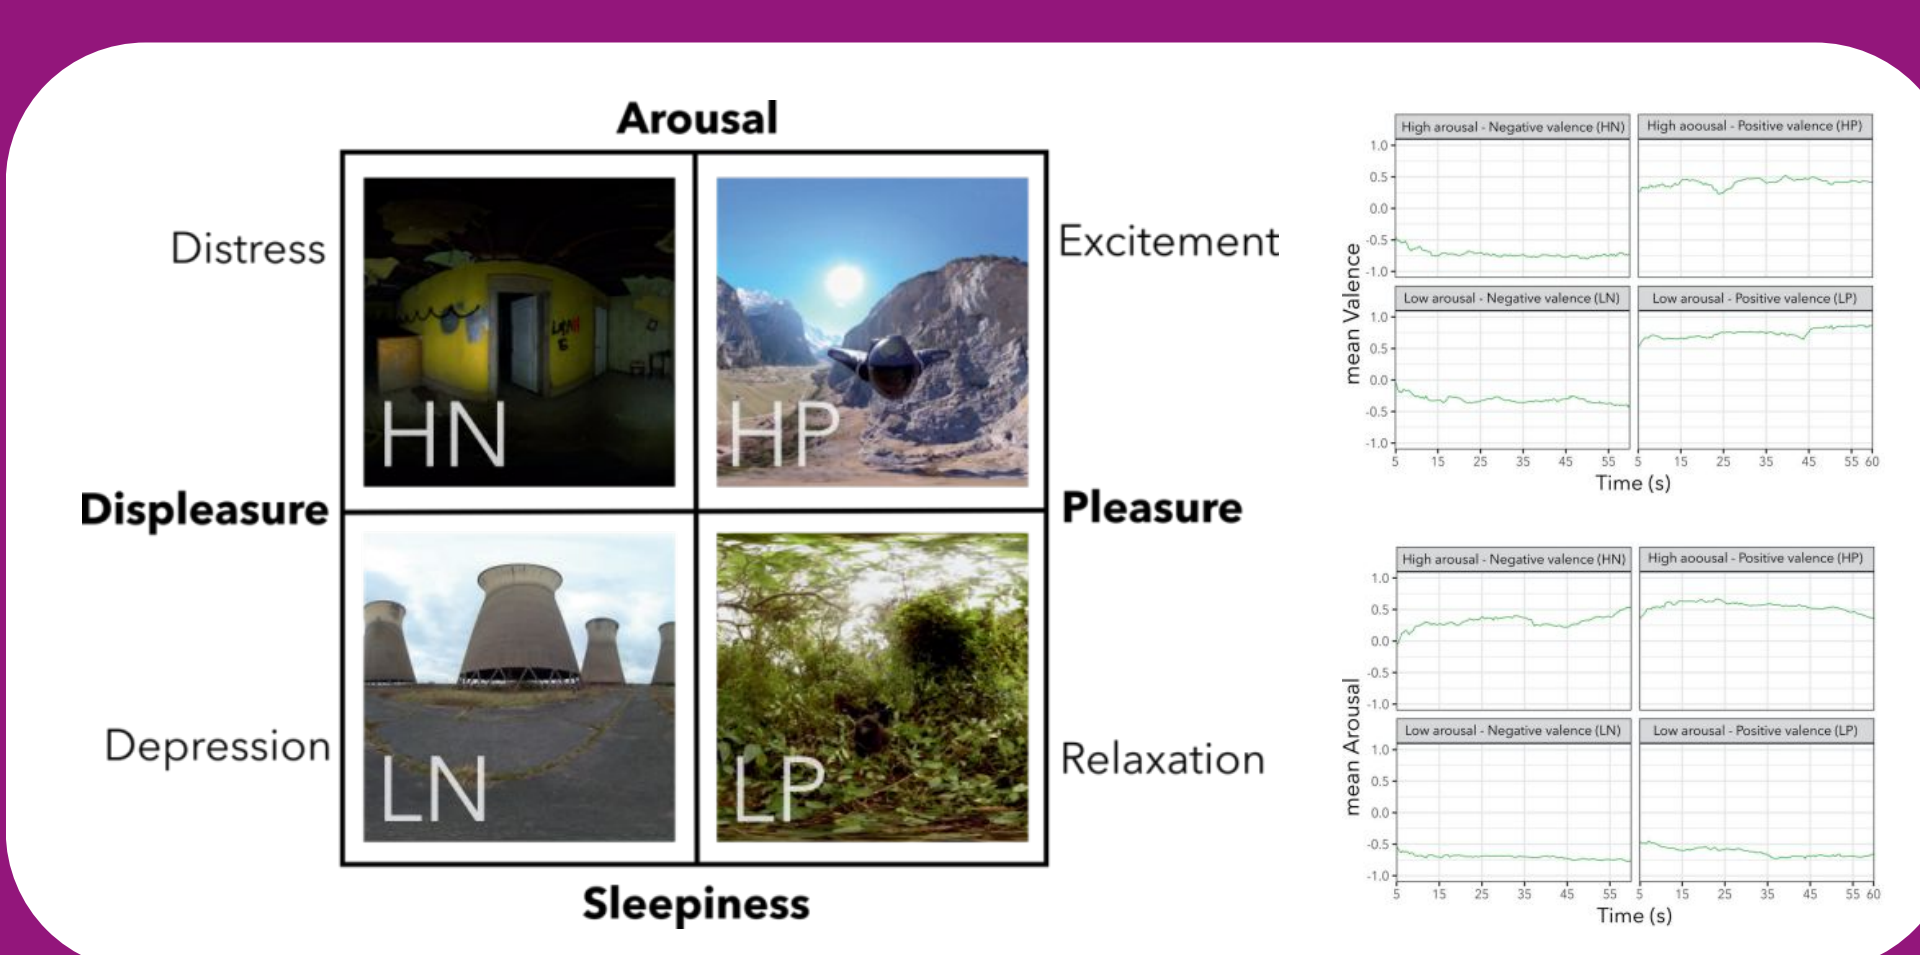 Arousal
Distress
Excitement
HN
HP
Displeasure
Pleasure
Depression
Relaxation
LN
LP
Sleepiness
mean Valence
High arousal - Negative valence (HN)
High aoousal - Positive valence (HP)
1.0
0.5
0.0
-0.5
-1.0
Low arousal - Negative valence (LN)
Low arousal - Positive valence (LP)
1.0
0.5
0.0
-0.5
-1.0
5 15 25 35 45 55 5 15 25 35 45 55 60
Time (s)
mean Arousal
High arousal - Negative valence (HN)
High aoousal - Positive valence (HP)
1.0
0.5
0.0
-0.5
-1.0
Low arousal - Negative valence (LN)
Low arousal - Positive valence (LP)
1.0
0.5
0.0
-0.5
-1.0
5 15 25 35 45 55 5 15 25 35 45 55 60
Time (s)